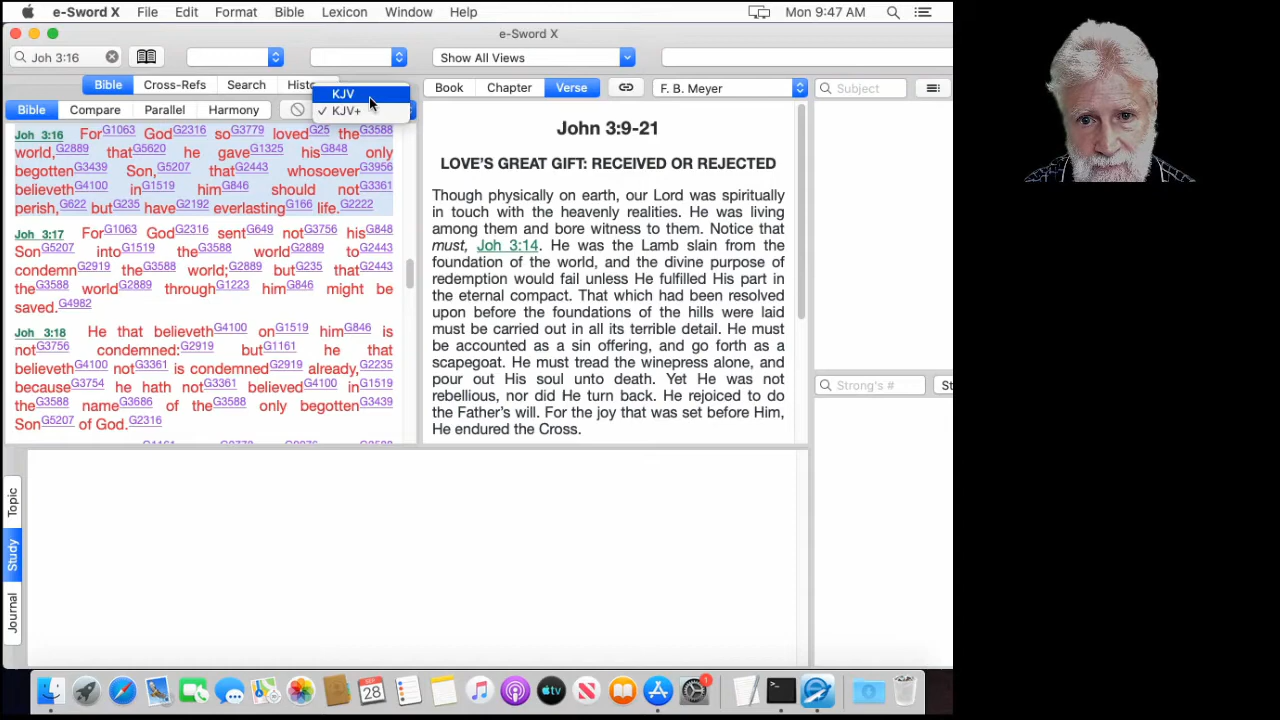 e-Sword X File Edit Format Bible Lexicon Window Help Mon 9:47 AM
e-Sword X
Joh 3:16 Show All Views
Bible Cross-Refs Search Histo
Book Chapter Verse F. B. Meyer Subject
KJV
✓ KJV+
Bible Compare Parallel Harmony
Joh 3:16 ForG1063 GodG2316 soG3779 lovedG25 theG3588
world,G2889 thatG5620 he gaveG1325 hisG848 only
begottenG3439 Son,G5207 thatG2443 whosoeverG3956
believethG4100 inG1519 himG846 should notG3361
perish,G622 butG235 haveG2192 everlastingG166 life.G2222
Joh 3:17 ForG1063 GodG2316 sentG649 notG3756 hisG848
SonG5207 intoG1519 theG3588 worldG2889 toG2443
condemnG2919 theG3588 world;G2889 butG235 thatG2443
theG3588 worldG2889 throughG1223 himG846 might be
saved.G4982
Joh 3:18 He that believethG4100 onG1519 himG846 is
notG3756 condemned:G2919 butG1161 he that
believethG4100 notG3361 is condemnedG2919 already,G2235
becauseG3754 he hath notG3361 believedG4100 inG1519
theG3588 nameG3686 of theG3588 only begottenG3439
SonG5207 of God.G2316
John 3:9-21
LOVE'S GREAT GIFT: RECEIVED OR REJECTED
Though physically on earth, our Lord was spiritually
in touch with the heavenly realities. He was living
among them and bore witness to them. Notice that
must, Joh 3:14. He was the Lamb slain from the
foundation of the world, and the divine purpose of
redemption would fail unless He fulfilled His part in
the eternal compact. That which had been resolved
upon before the foundations of the hills were laid
must be carried out in all its terrible detail. He must
be accounted as a sin offering, and go forth as a
scapegoat. He must tread the winepress alone, and
pour out His soul unto death. Yet He was not
rebellious, nor did He turn back. He rejoiced to do
the Father's will. For the joy that was set before Him,
He endured the Cross.
Strong's # St
Topic
Study
Journal
SEP
28
tv
1